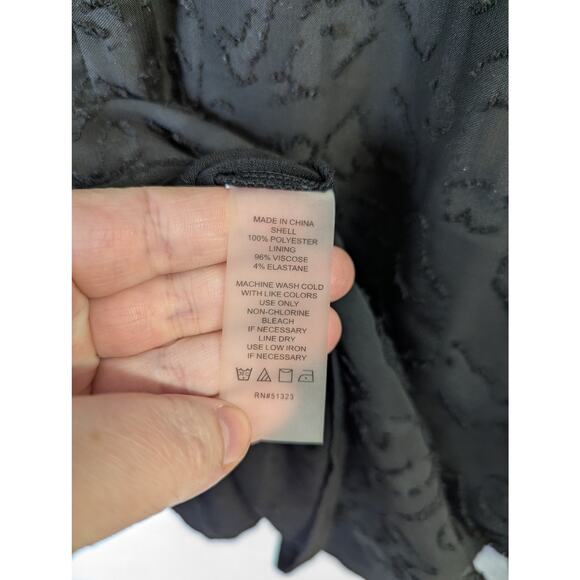 MADE IN CHINA
SHELL
100% POLYESTER
LINING
96% VISCOSE
4% ELASTANE
MACHINE WASH COLD
WITH LIKE COLORS
USE ONLY
NON-CHLORINE
BLEACH
IF NECESSARY
LINE DRY
USE LOW IRON
IF NECESSARY
RN#51323